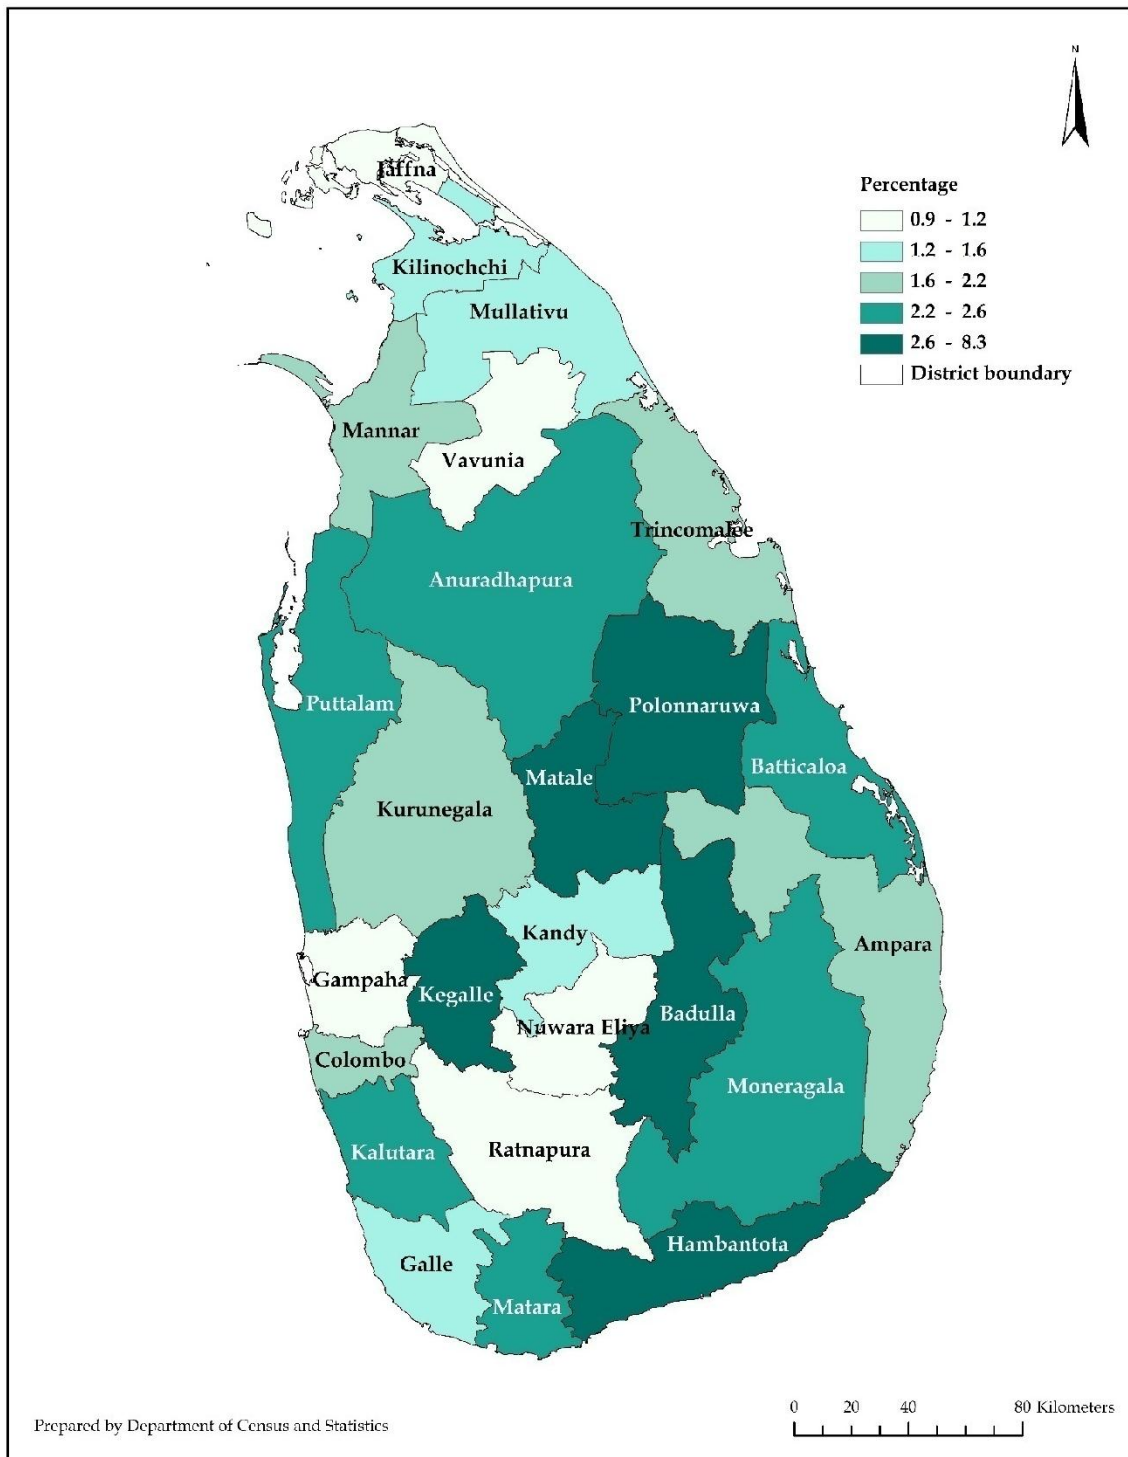 N
Percentage
0.9 - 1.2
1.2 - 1.6
1.6 - 2.2
2.2 - 2.6
2.6 - 8.3
District boundary
Jaffna
Kilinochchi
Mullativu
Mannar
Vavunia
Trincomalee
Anuradhapura
Puttalam
Polonnaruwa
Batticaloa
Matale
Kurunegala
Kandy
Ampara
Gampaha
Kegalle
Badulla
Nuwara Eliya
Colombo
Moneragala
Kalutara
Ratnapura
Hambantota
Galle
Matara
0 20 40 80 Kilometers
Prepared by Department of Census and Statistics